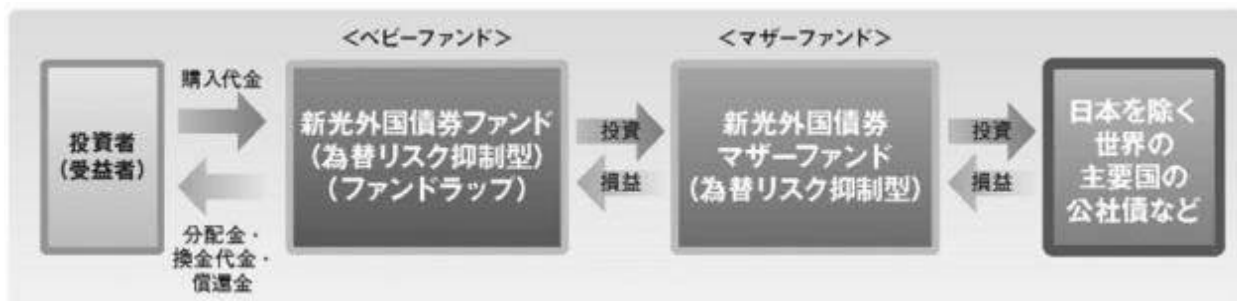 <ベビーファンド>
<マザーファンド>
投資者
(受益者)
購入代金
分配金・
換金代金・
償還金
新光外国債券ファンド
(為替リスク抑制型)
(ファンドラップ)
投資
損益
新光外国債券
マザーファンド
(為替リスク抑制型)
投資
損益
日本を除く
世界の
主要国の
公社債など